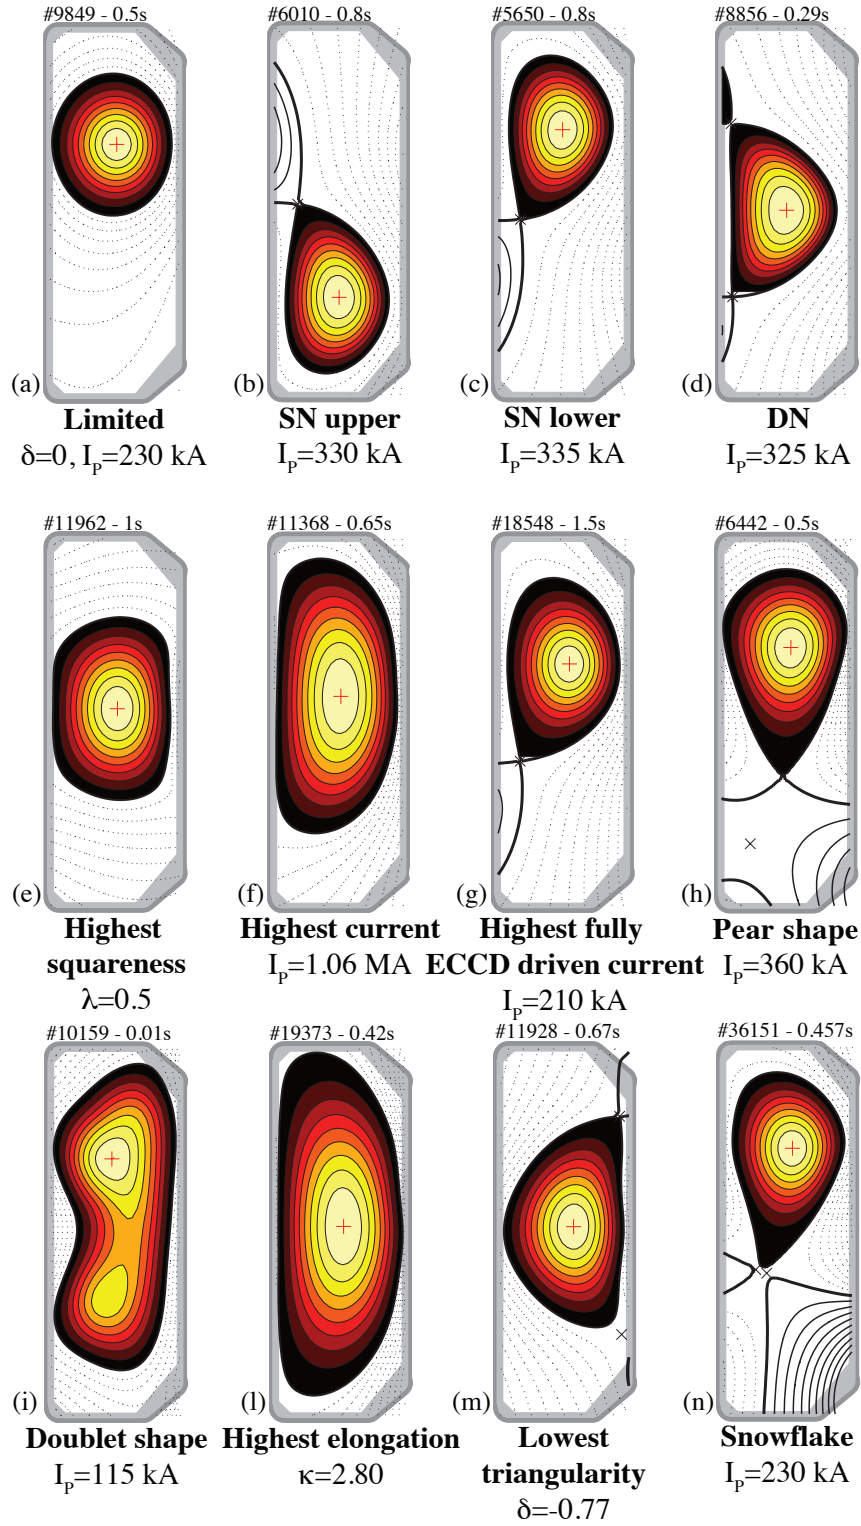 #9849 - 0.5s
#6010 - 0.8s
#5650 - 0.8s
#8856 - 0.29s
(a)
(b)
(c)
(d)
Limited
δ=0, I_P=230 kA
SN upper
I_P=330 kA
SN lower
I_P=335 kA
DN
I_P=325 kA
#11962 - 1s
#11368 - 0.65s
#18548 - 1.5s
#6442 - 0.5s
(e)
(f)
(g)
(h)
Highest
squareness
λ=0.5
Highest current
I_P=1.06 MA
Highest fully
ECCD driven current
I_P=210 kA
Pear shape
I_P=360 kA
#10159 - 0.01s
#19373 - 0.42s
#11928 - 0.67s
#36151 - 0.457s
(i)
(l)
(m)
(n)
Doublet shape
I_P=115 kA
Highest elongation
κ=2.80
Lowest
triangularity
δ=-0.77
Snowflake
I_P=230 kA